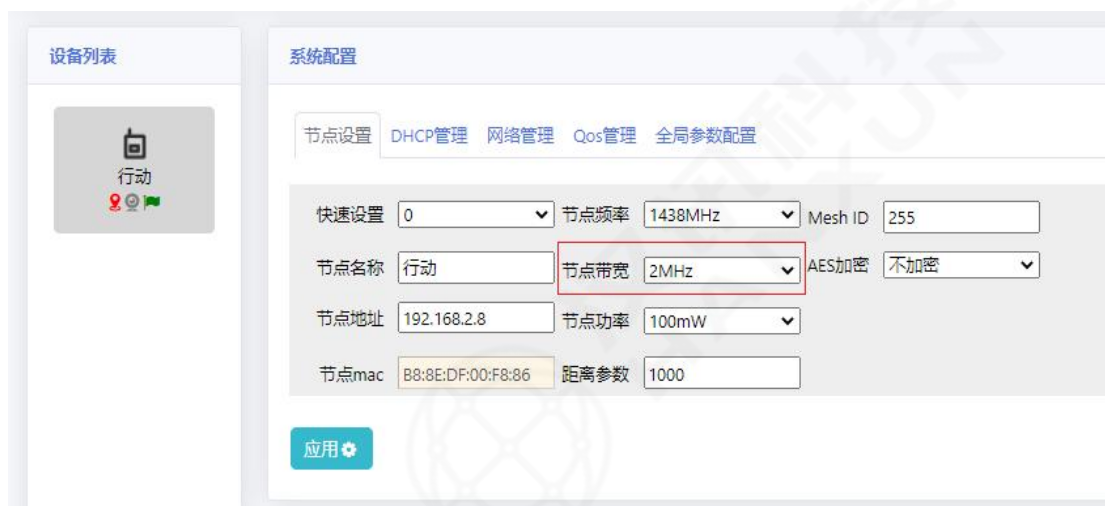 设备列表
行动
系统配置
节点设置 DHCP管理 网络管理 Qos管理 全局参数配置
快速设置 0 节点频率 1438MHz Mesh ID 255
节点名称 行动 节点带宽 2MHz AES加密 不加密
节点地址 192.168.2.8 节点功率 100mW
节点mac B8:8E:DF:00:F8:86 距离参数 1000
应用